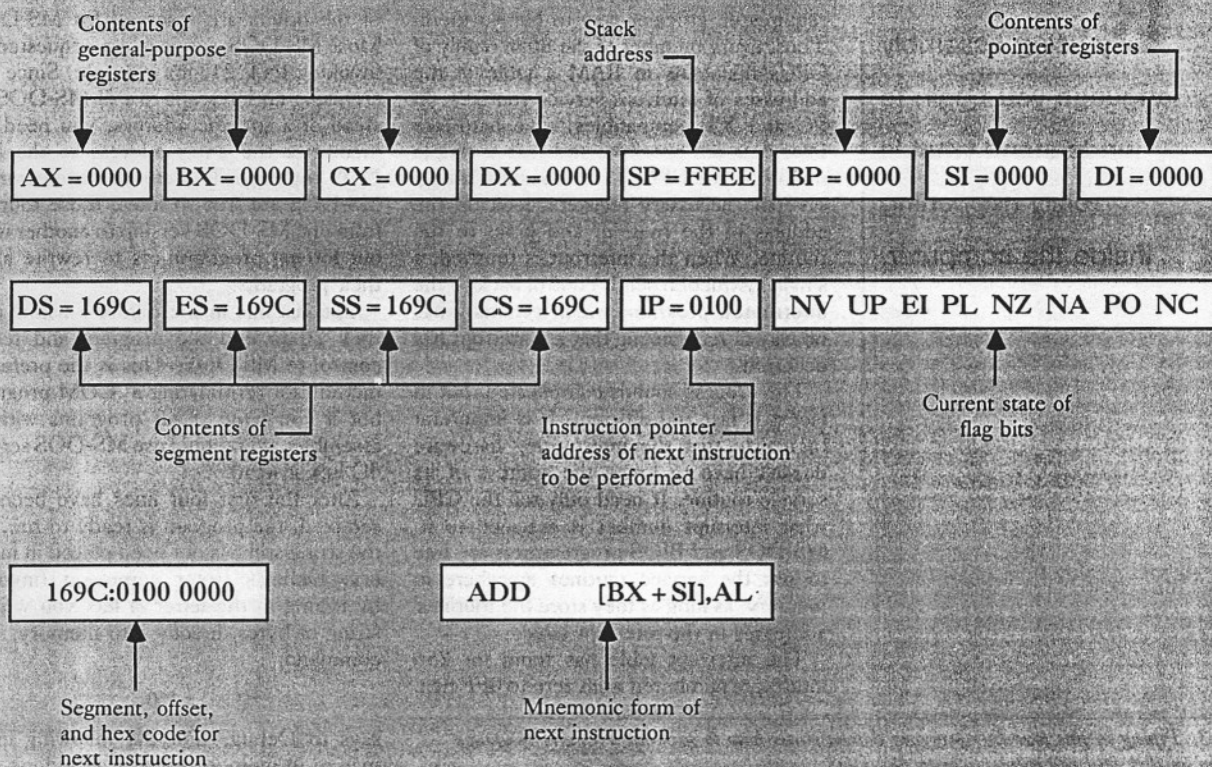 Contents of
general-purpose
registers
Stack
address
Contents of
pointer registers
AX = 0000 BX = 0000 CX = 0000 DX = 0000 SP = FFEE BP = 0000 SI = 0000 DI = 0000
DS = 169C ES = 169C SS = 169C CS = 169C IP = 0100 NV UP EI PL NZ NA PO NC
Contents of
segment registers
Instruction pointer
address of next instruction
to be performed
Current state of
flag bits
169C:0100 0000 ADD [BX + SI],AL
Segment, offset,
and hex code for
next instruction
Mnemonic form of
next instruction